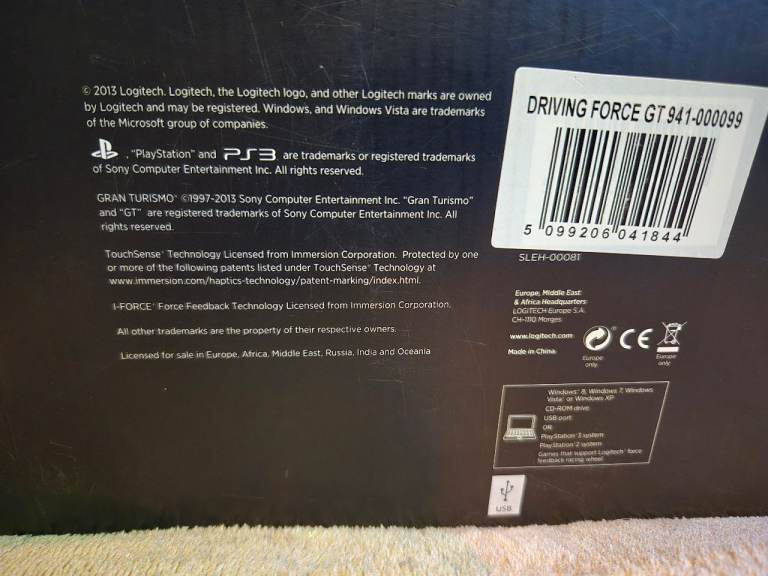 © 2013 Logitech. Logitech, the Logitech logo, and other Logitech marks are owned
by Logitech and may be registered. Windows, and Windows Vista are trademarks
of the Microsoft group of companies.
, "PlayStation" and PS3 are trademarks or registered trademarks
of Sony Computer Entertainment Inc. All rights reserved.
GRAN TURISMO® ©1997-2013 Sony Computer Entertainment Inc. "Gran Turismo"
and "GT" are registered trademarks of Sony Computer Entertainment Inc. All
rights reserved.
TouchSense® Technology Licensed from Immersion Corporation. Protected by one
or more of the following patents listed under TouchSense® Technology at
www.immersion.com/haptics-technology/patent-marking/index.html.
I-FORCE® Force Feedback Technology Licensed from Immersion Corporation.
All other trademarks are the property of their respective owners.
Licensed for sale in Europe, Africa, Middle East, Russia, India and Oceania
DRIVING FORCE GT 941-000099
5 099206 041844
SLEH-00081
Europe, Middle East
& Africa Headquarters:
LOGITECH Europe S.A.
CH-1110 Morges
www.logitech.com
Made in China.
Europe
only.
CE
Europe
only.
Windows® 8, Windows 7, Windows
Vista® or Windows XP
CD-ROM drive
USB port
OR
PlayStation®3 system
PlayStation®2 system
Games that support Logitech® force
feedback racing wheel
USB